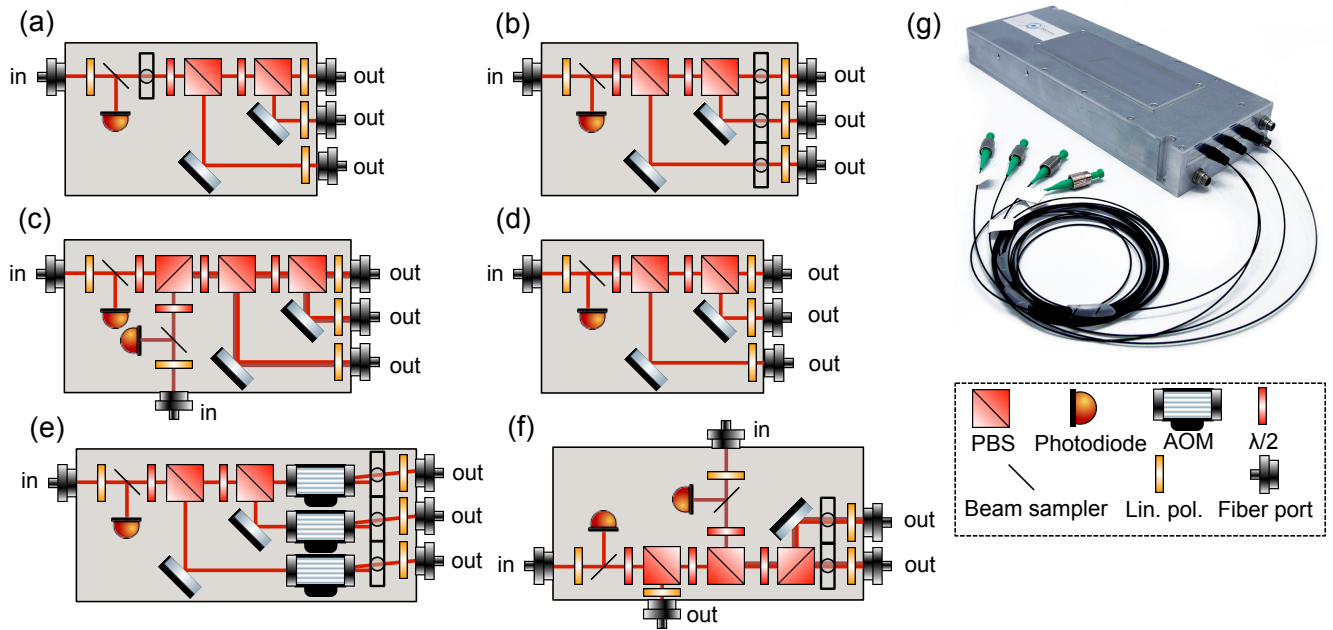 (a)
in
out
out
out
(b)
in
out
out
out
(c)
in
out
out
out
in
(d)
in
out
out
out
(e)
in
out
out
out
(f)
in
in
out
out
out
(g)
PBS
Photodiode
AOM
λ/2
Beam sampler
Lin. pol.
Fiber port